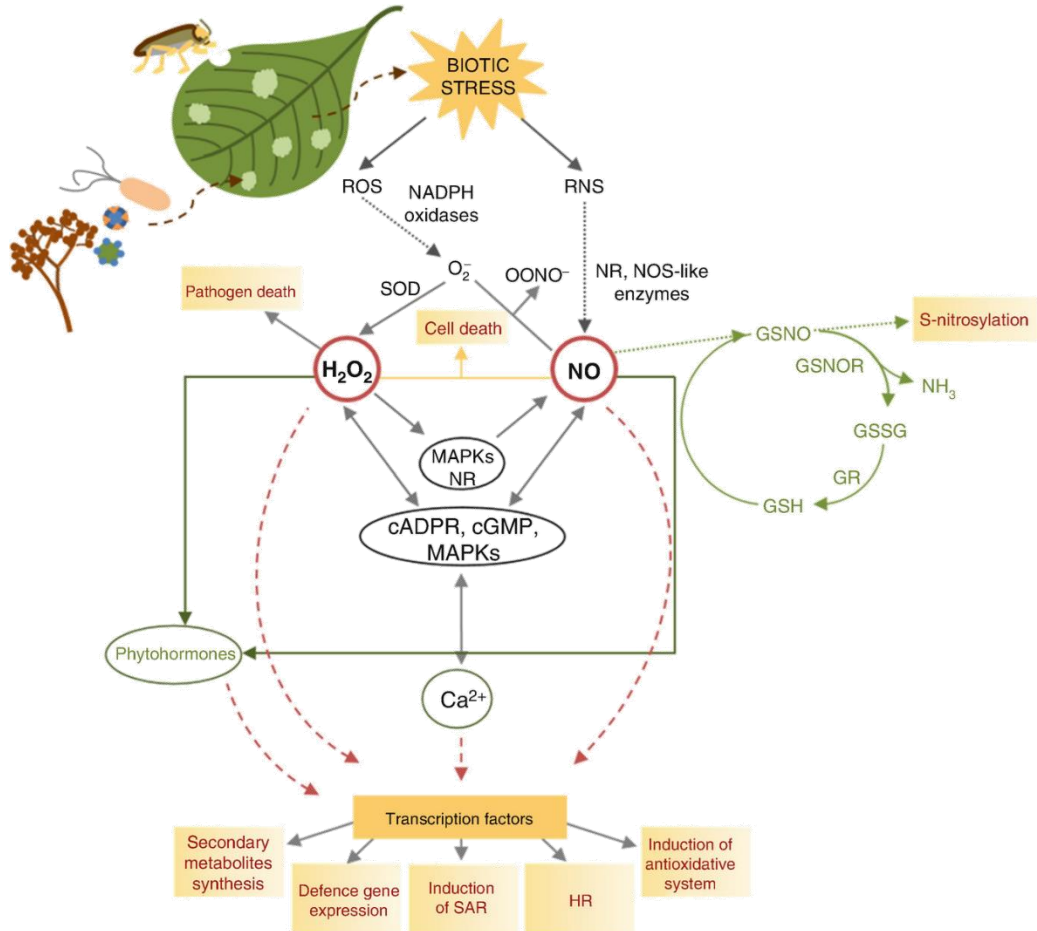 BIOTIC
STRESS
ROS
NADPH
oxidases
RNS
O₂⁻
OONO⁻
NR, NOS-like
enzymes
SOD
Pathogen death
Cell death
H₂O₂
NO
GSNO
S-nitrosylation
GSNOR
NH₃
GSSG
GR
GSH
MAPKs
NR
cADPR, cGMP,
MAPKs
Phytohormones
Ca²⁺
Transcription factors
Secondary
metabolites
synthesis
Defence gene
expression
Induction
of SAR
HR
Induction of
antioxidative
system